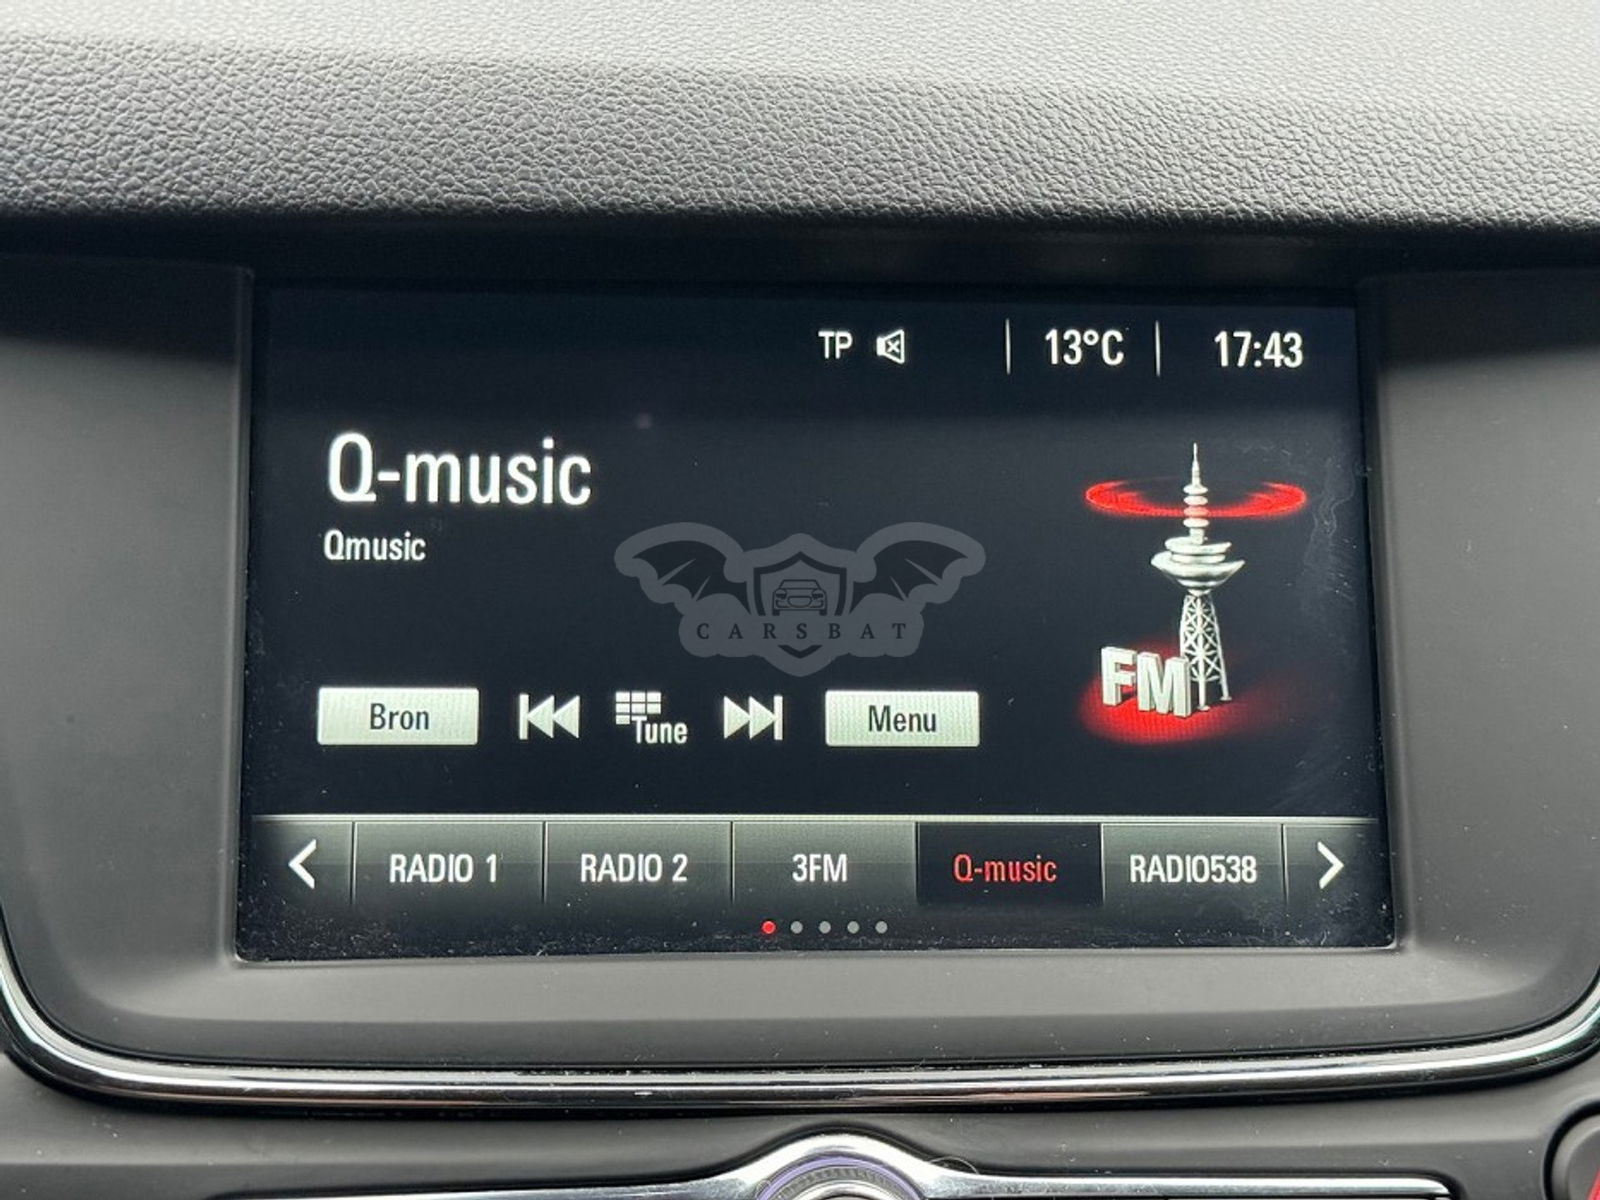 TP 13°C 17:43
Q-music
Qmusic
CARSBAT
FM
Bron Tune Menu
RADIO 1 RADIO 2 3FM Q-music RADIO538